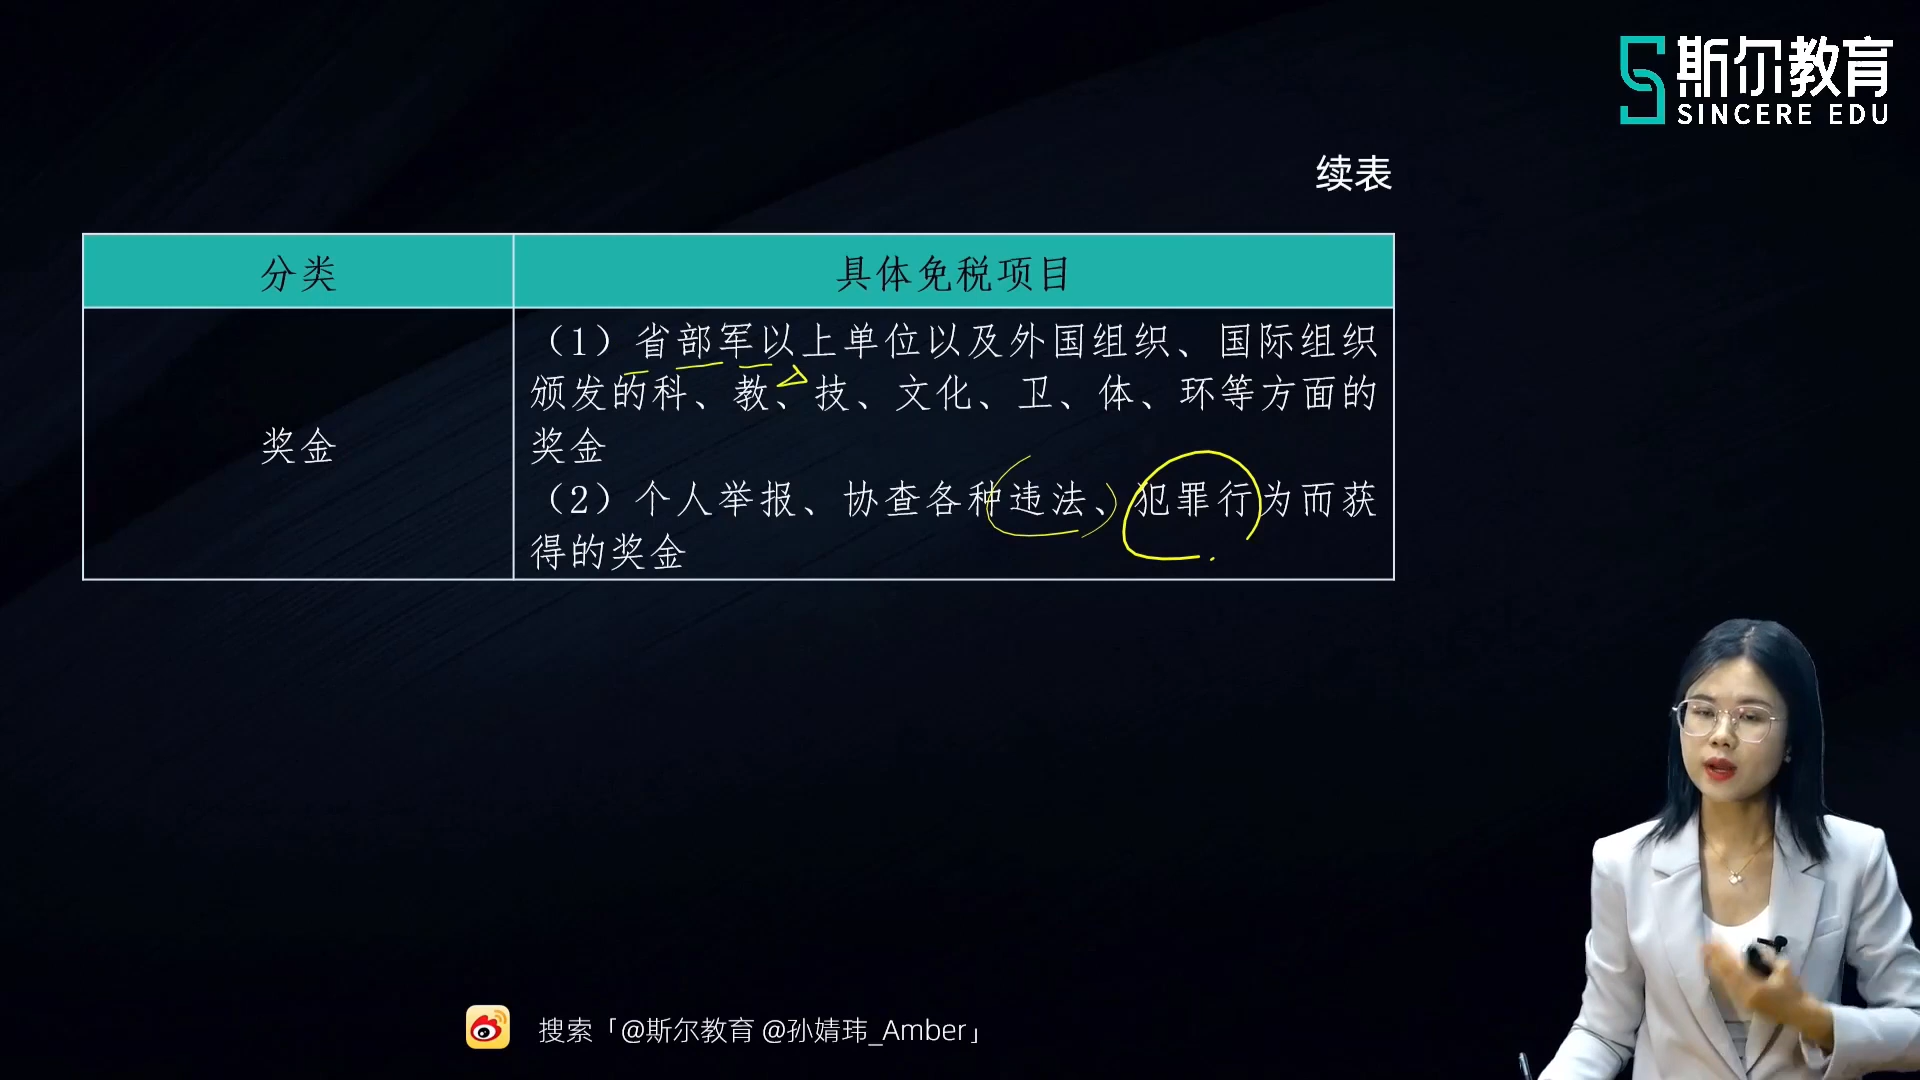 斯尔教育
SINCERE EDU
续表
分类
具体免税项目
奖金
（1）省部军以上单位以及外国组织、国际组织
颁发的科、教、技、文化、卫、体、环等方面的
奖金
（2）个人举报、协查各种违法、犯罪行为而获
得的奖金
搜索「@斯尔教育 @孙婧玮_Amber」